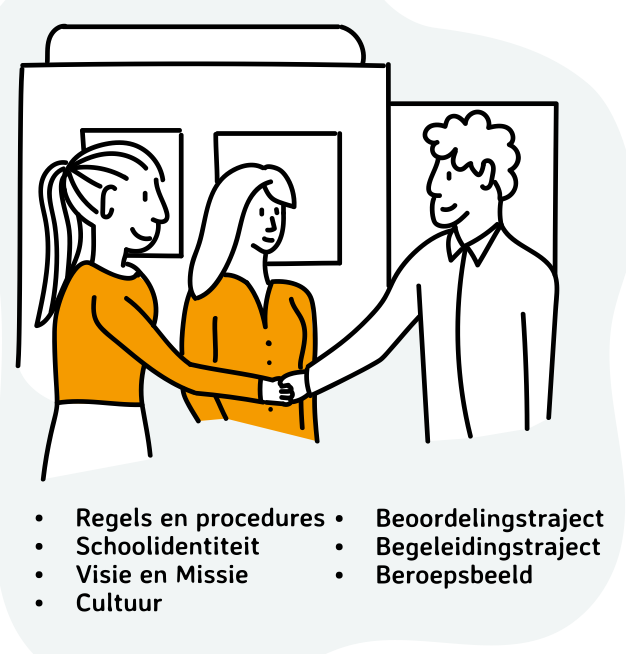 • Regels en procedures
• Schoolidentiteit
• Visie en Missie
• Cultuur
• Beoordelingstraject
• Begeleidingstraject
• Beroepsbeeld